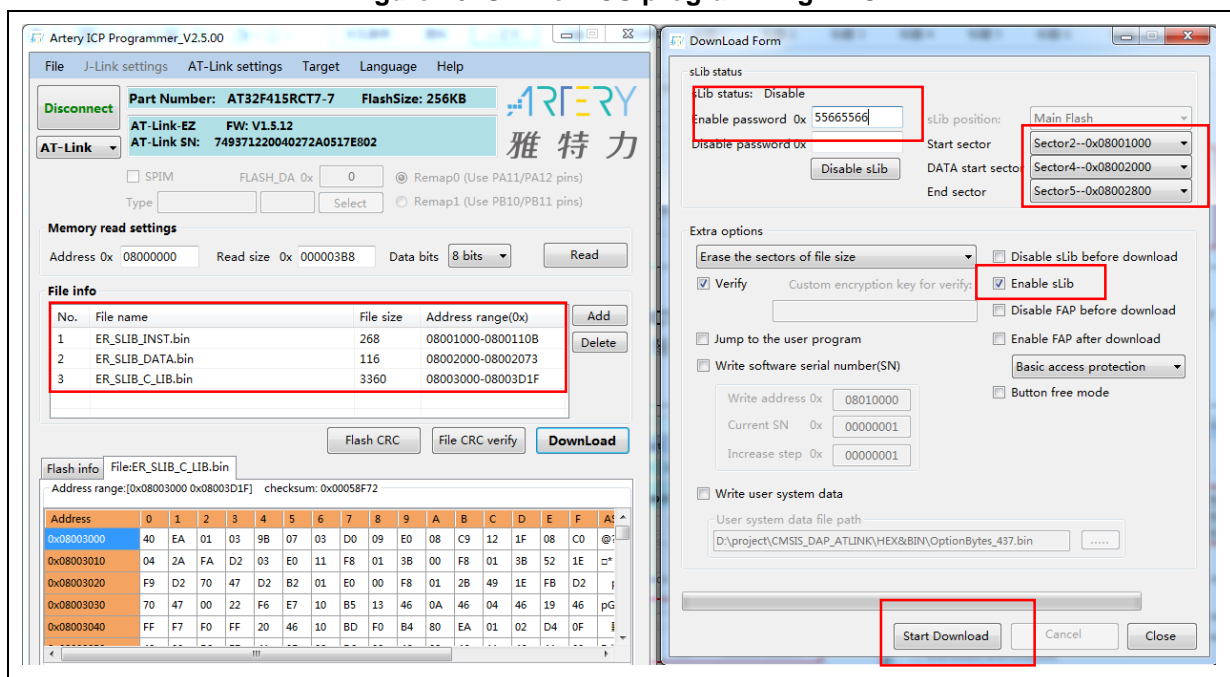 Artery ICP Programmer_V2.5.00
File J-Link settings AT-Link settings Target Language Help
Disconnect
Part Number: AT32F415RCT7-7 FlashSize: 256KB
AT-Link-EZ FW: V1.5.12
AT-Link AT-Link SN: 749371220040272A0517E802
ARTERY
雅特力
SPIM FLASH_DA 0x 0 Remap0 (Use PA11/PA12 pins)
Type Select Remap1 (Use PB10/PB11 pins)
Memory read settings
Address 0x 08000000 Read size 0x 000003B8 Data bits 8 bits Read
File info
No. File name File size Address range(0x) Add
1 ER_SLIB_INST.bin 268 08001000-0800110B Delete
2 ER_SLIB_DATA.bin 116 08002000-08002073
3 ER_SLIB_C_LIB.bin 3360 08003000-08003D1F
Flash CRC File CRC verify DownLoad
Flash info File:ER_SLIB_C_LIB.bin
Address range:[0x08003000 0x08003D1F] checksum: 0x00058F72
Address 0 1 2 3 4 5 6 7 8 9 A B C D E F
0x08003000 40 EA 01 03 9B 07 03 D0 09 E0 08 C9 12 1F 08 C0 @?
0x08003010 04 2A FA D2 03 E0 11 F8 01 3B 00 F8 01 3B 52 1E □*
0x08003020 F9 D2 70 47 D2 B2 01 E0 00 F8 01 2B 49 1E FB D2
0x08003030 70 47 00 22 F6 E7 10 B5 13 46 0A 46 04 46 19 46 pG
0x08003040 FF F7 F0 FF 20 46 10 BD F0 B4 80 EA 01 02 D4 0F
DownLoad Form
sLib status
sLib status: Disable
Enable password 0x 55665566 sLib position: Main Flash
Disable password 0x Start sector Sector2--0x08001000
Disable sLib DATA start sector Sector4--0x08002000
End sector Sector5--0x08002800
Extra options
Erase the sectors of file size Disable sLib before download
Verify Custom encryption key for verify: Enable sLib
Disable FAP before download
Jump to the user program Enable FAP after download
Write software serial number(SN) Basic access protection
Write address 0x 08010000 Button free mode
Current SN 0x 00000001
Increase step 0x 00000001
Write user system data
User system data file path
D:\project\CMSIS_DAP_ATLINK\HEX&BIN\OptionBytes_437.bin .....
Start Download Cancel Close